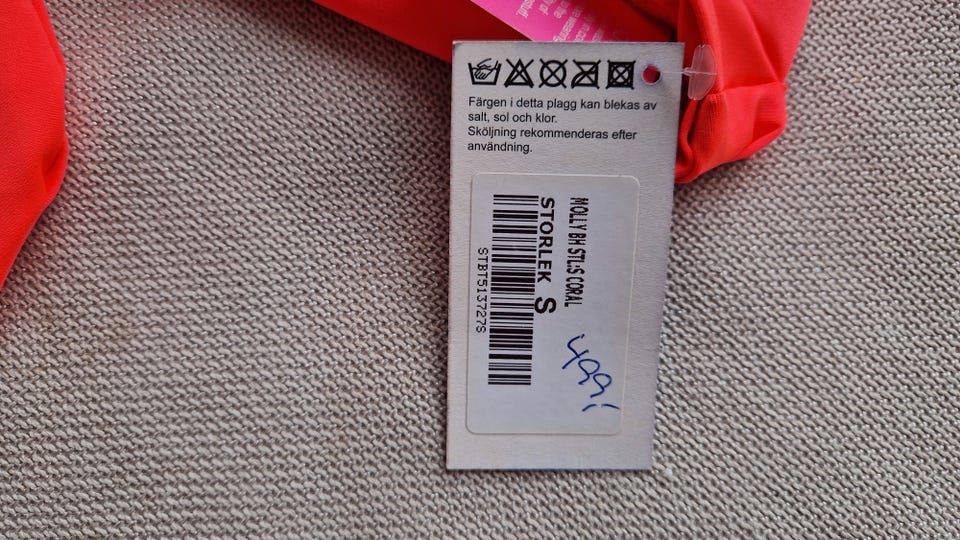 Färgen i detta plagg kan blekas av
salt, sol och klor.
Sköljning rekommenderas efter
användning.
MOLLY BH STL:S CORAL
STORLEK S
STBT513727S
499:-